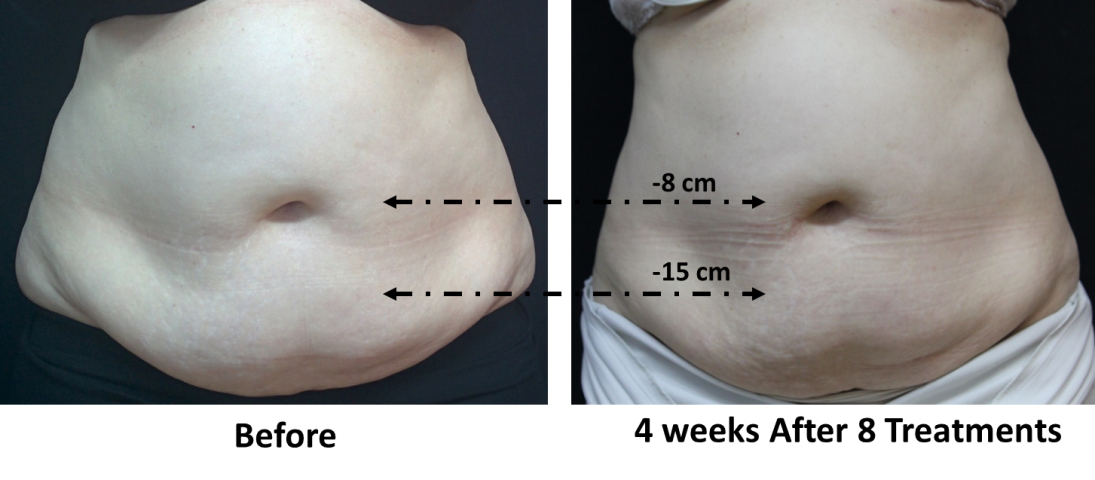 -8 cm
-15 cm
Before
4 weeks After 8 Treatments